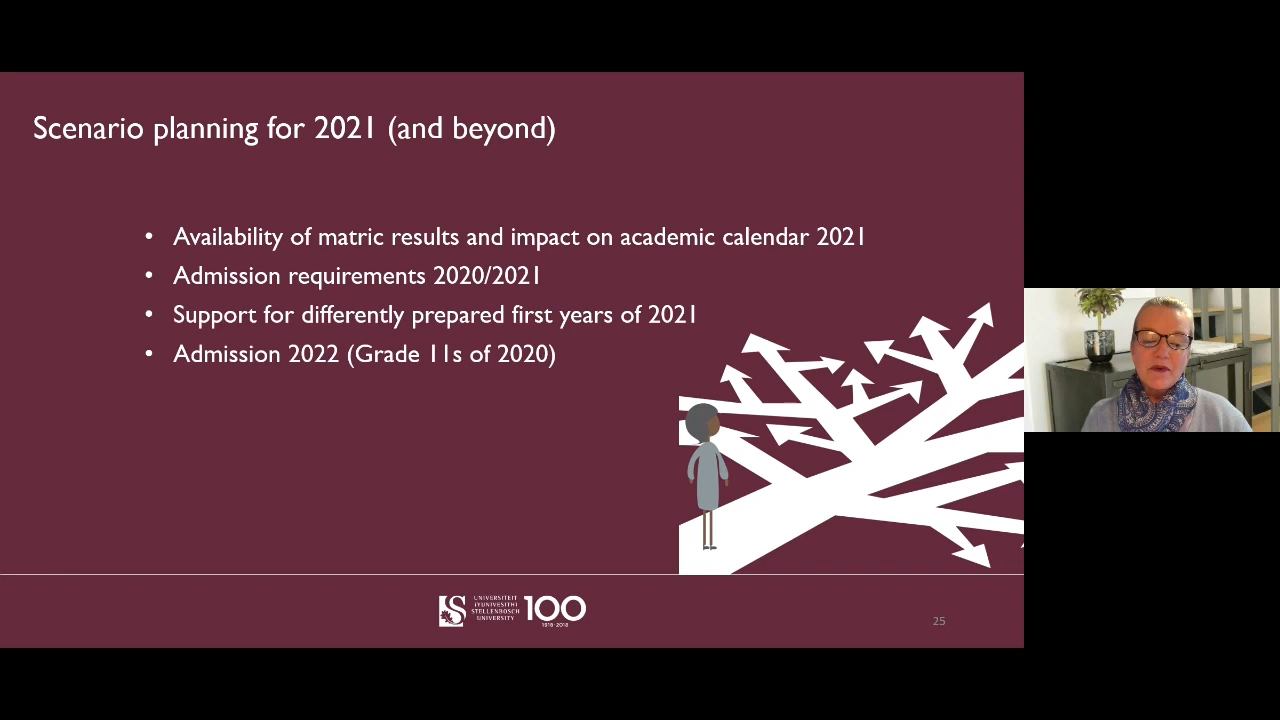 Scenario planning for 2021 (and beyond)
• Availability of matric results and impact on academic calendar 2021
• Admission requirements 2020/2021
• Support for differently prepared first years of 2021
• Admission 2022 (Grade 11s of 2020)
UNIVERSITEIT
IYUNIVESITHI
STELLENBOSCH
UNIVERSITY
100
1918-2018
25